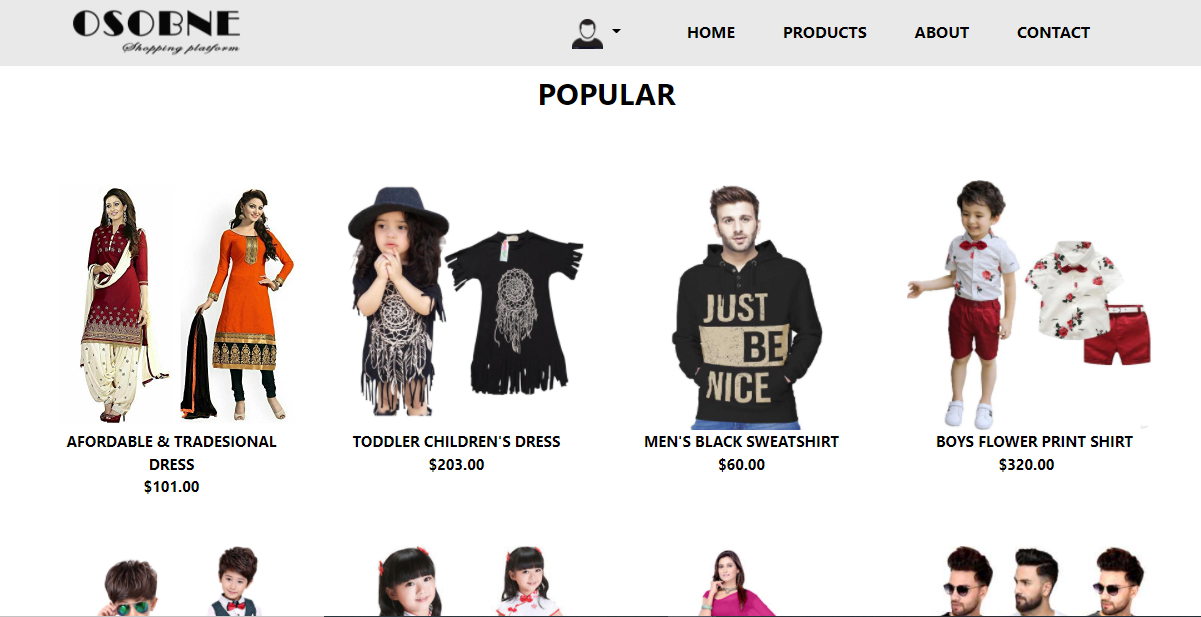 OSOBNE
Shopping platform
HOME PRODUCTS ABOUT CONTACT
POPULAR
JUST
BE
NICE
AFORDABLE & TRADESIONAL
DRESS
$101.00
TODDLER CHILDREN'S DRESS
$203.00
MEN'S BLACK SWEATSHIRT
$60.00
BOYS FLOWER PRINT SHIRT
$320.00